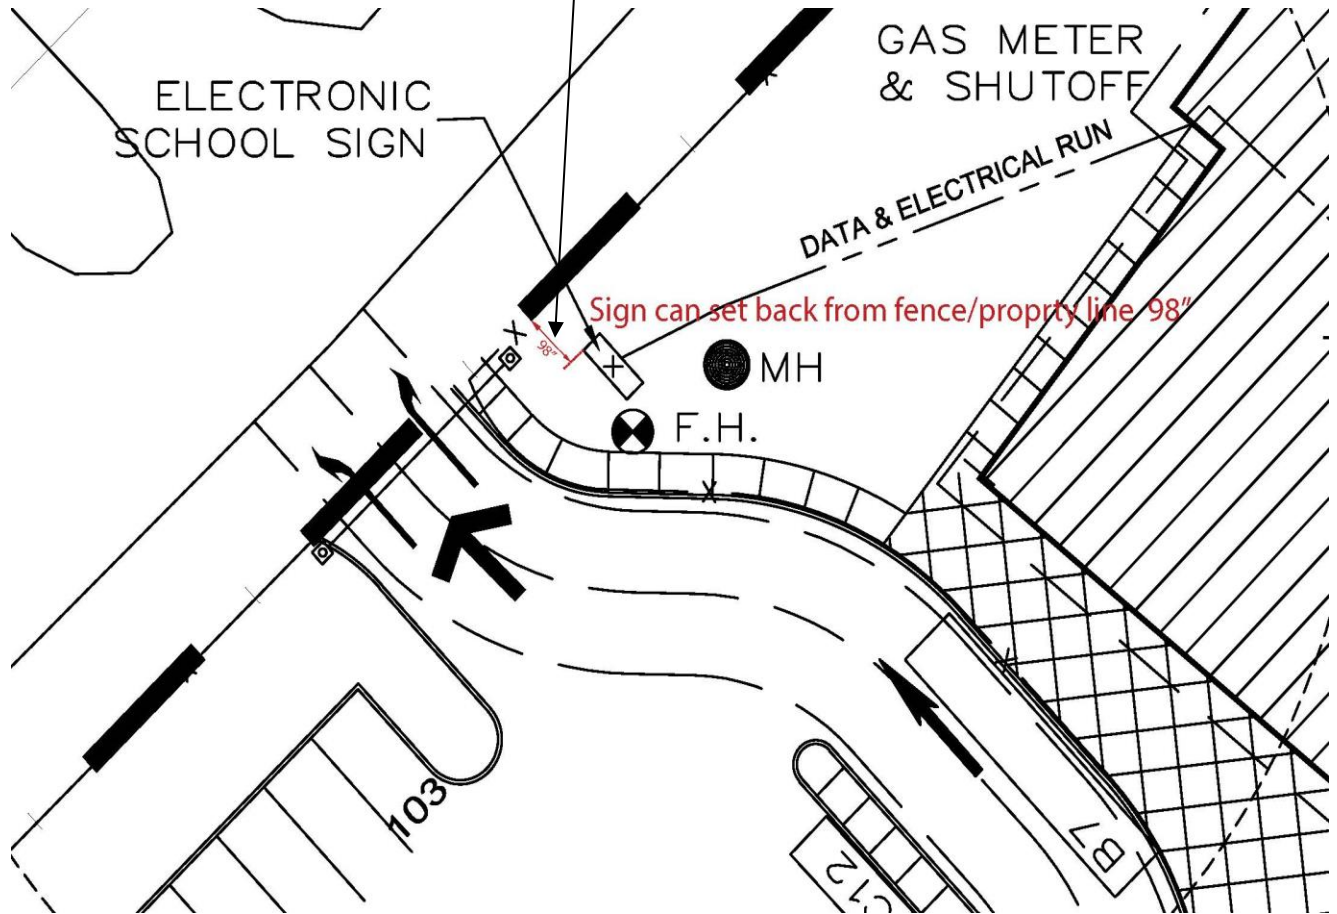 GAS METER
& SHUTOFF
ELECTRONIC
SCHOOL SIGN
DATA & ELECTRICAL RUN
Sign can set back from fence/proprty line 98"
98"
MH
F.H.
103
B7
C12